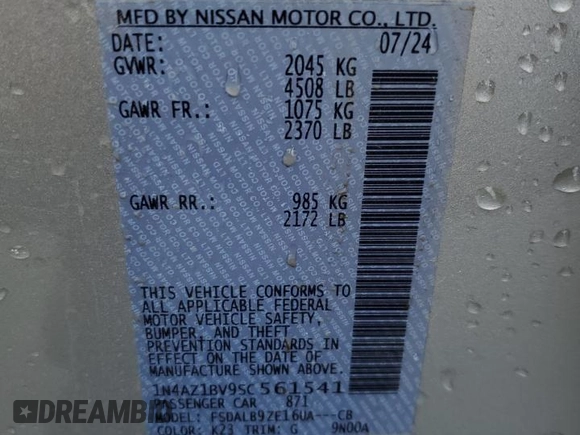 MFD BY NISSAN MOTOR CO., LTD.
DATE: 07/24
GVWR: 2045 KG
4508 LB
GAWR FR.: 1075 KG
2370 LB
GAWR RR.: 985 KG
2172 LB
THIS VEHICLE CONFORMS TO
ALL APPLICABLE FEDERAL
MOTOR VEHICLE SAFETY,
BUMPER, AND THEFT
PREVENTION STANDARDS IN
EFFECT ON THE DATE OF
MANUFACTURE SHOWN ABOVE.
1N4AZ1BV9SC561541
PASSENGER CAR 871
MODEL: FSDALB9ZE16UA---C8
COLOR: K23 TRIM: G 9N00A
EPICVIN